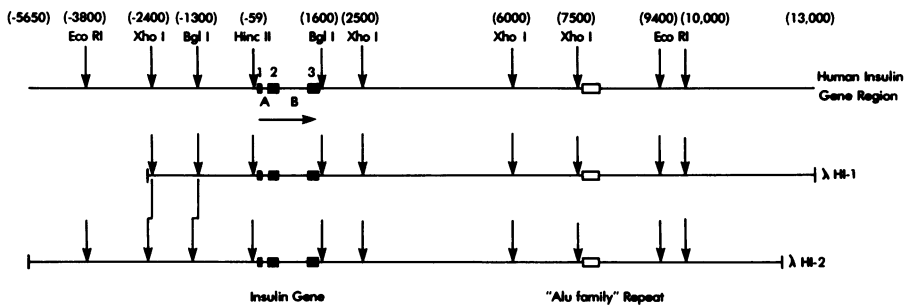 (-5650) (-3800) (-2400) (-1300) (-59) (1600) (2500) (6000) (7500) (9400) (10,000) (13,000)
Eco RI Xho I Bgl I Hinc II Bgl I Xho I Xho I Xho I Eco RI
1 2 3
A B
Human Insulin
Gene Region
λ HI-1
λ HI-2
Insulin Gene "Alu family" Repeat